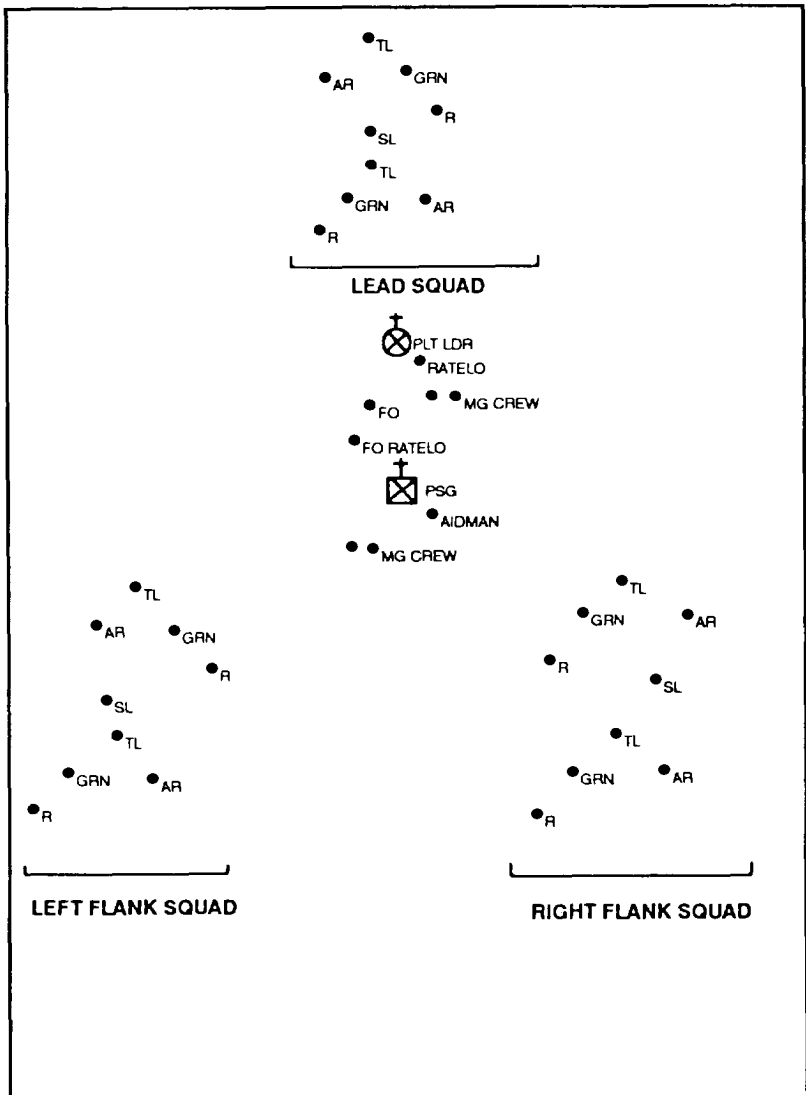 TL
GRN
AR
R
SL
TL
GRN AR
R
LEAD SQUAD
PLT LDR
RATELO
MG CREW
FO
FO RATELO
PSG
AIDMAN
MG CREW
TL
AR GRN
R
SL
TL
GRN AR
R
LEFT FLANK SQUAD
TL
GRN AR
R
SL
TL
GRN AR
R
RIGHT FLANK SQUAD